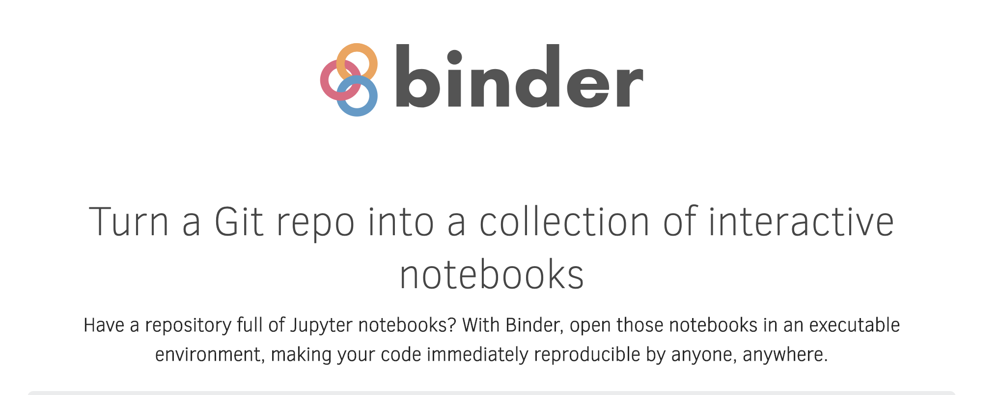 binder
Turn a Git repo into a collection of interactive
notebooks
Have a repository full of Jupyter notebooks? With Binder, open those notebooks in an executable
environment, making your code immediately reproducible by anyone, anywhere.